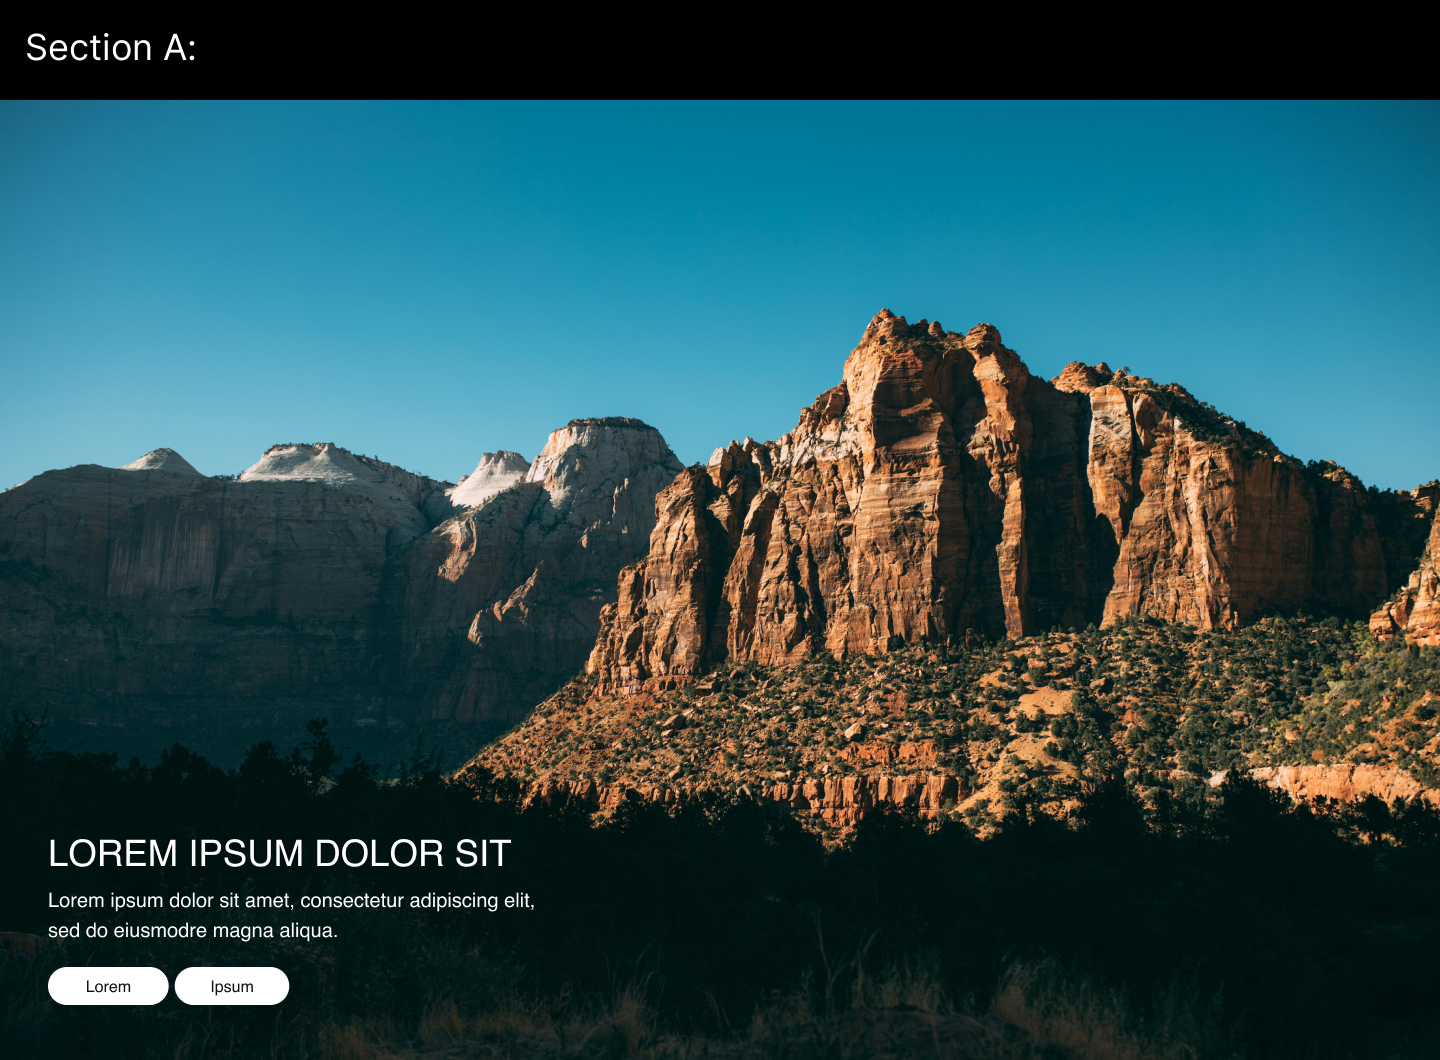 Section A:
LOREM IPSUM DOLOR SIT
Lorem ipsum dolor sit amet, consectetur adipiscing elit,
sed do eiusmodre magna aliqua.
Lorem
Ipsum